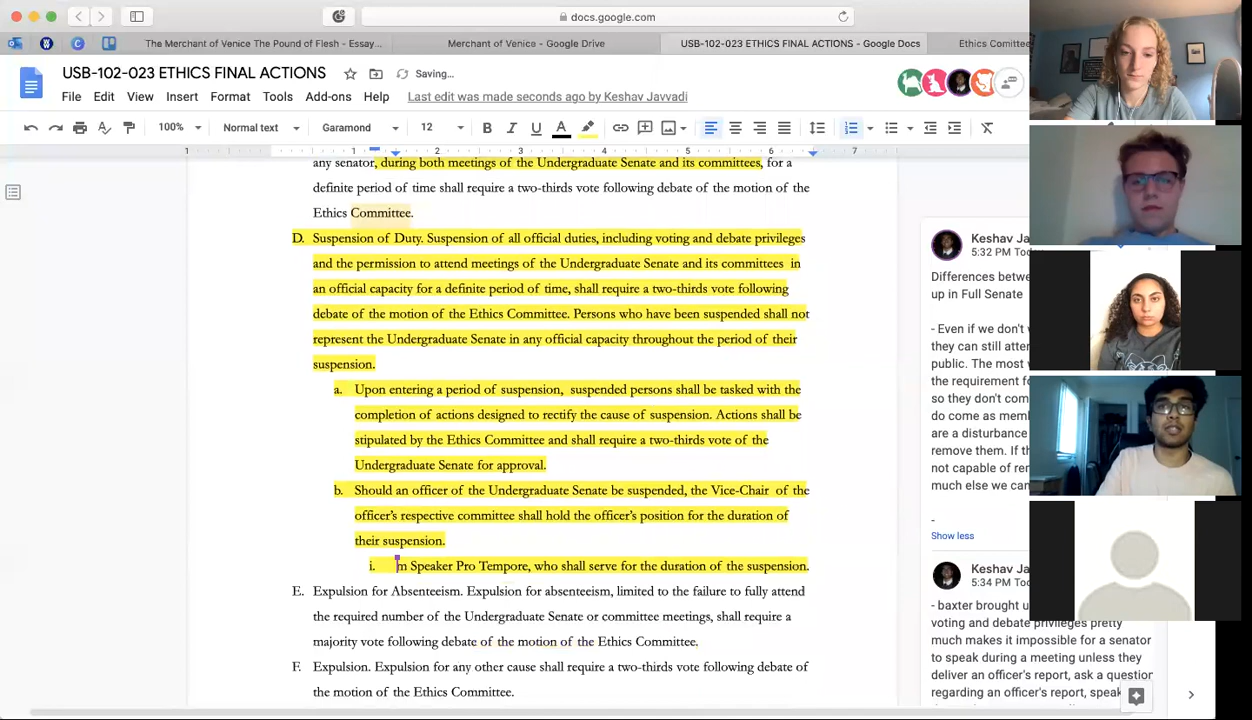 docs.google.com
The Merchant of Venice The Pound of Flesh - Essay...
Merchant of Venice - Google Drive
USB-102-023 ETHICS FINAL ACTIONS - Google Docs
Ethics Comittee
USB-102-023 ETHICS FINAL ACTIONS
Saving...
File Edit View Insert Format Tools Add-ons Help Last edit was made seconds ago by Keshav Javvadi
100% Normal text Garamond 12 B I U A
1 1 2 3 4 5 6 7
any senator, during both meetings of the Undergraduate Senate and its committees, for a
definite period of time shall require a two-thirds vote following debate of the motion of the
Ethics Committee.
D. Suspension of Duty. Suspension of all official duties, including voting and debate privileges
and the permission to attend meetings of the Undergraduate Senate and its committees in
an official capacity for a definite period of time, shall require a two-thirds vote following
debate of the motion of the Ethics Committee. Persons who have been suspended shall not
represent the Undergraduate Senate in any official capacity throughout the period of their
suspension.
a. Upon entering a period of suspension, suspended persons shall be tasked with the
completion of actions designed to rectify the cause of suspension. Actions shall be
stipulated by the Ethics Committee and shall require a two-thirds vote of the
Undergraduate Senate for approval.
b. Should an officer of the Undergraduate Senate be suspended, the Vice-Chair of the
officer's respective committee shall hold the officer's position for the duration of
their suspension.
i. m Speaker Pro Tempore, who shall serve for the duration of the suspension.
E. Expulsion for Absenteeism. Expulsion for absenteeism, limited to the failure to fully attend
the required number of the Undergraduate Senate or committee meetings, shall require a
majority vote following debate of the motion of the Ethics Committee.
F. Expulsion. Expulsion for any other cause shall require a two-thirds vote following debate of
the motion of the Ethics Committee.
Keshav Ja
5:32 PM Tod
Differences betwe
up in Full Senate
- Even if we don't v
they can still atter
public. The most v
the requirement f
so they don't com
do come as mem
are a disturbance
remove them. If th
not capable of rem
much else we can
-
Show less
Keshav Ja
5:34 PM Tod
- baxter brought u
voting and debate privileges pretty
much makes it impossible for a senator
to speak during a meeting unless they
deliver an officer's report, ask a question
regarding an officer's report, speak